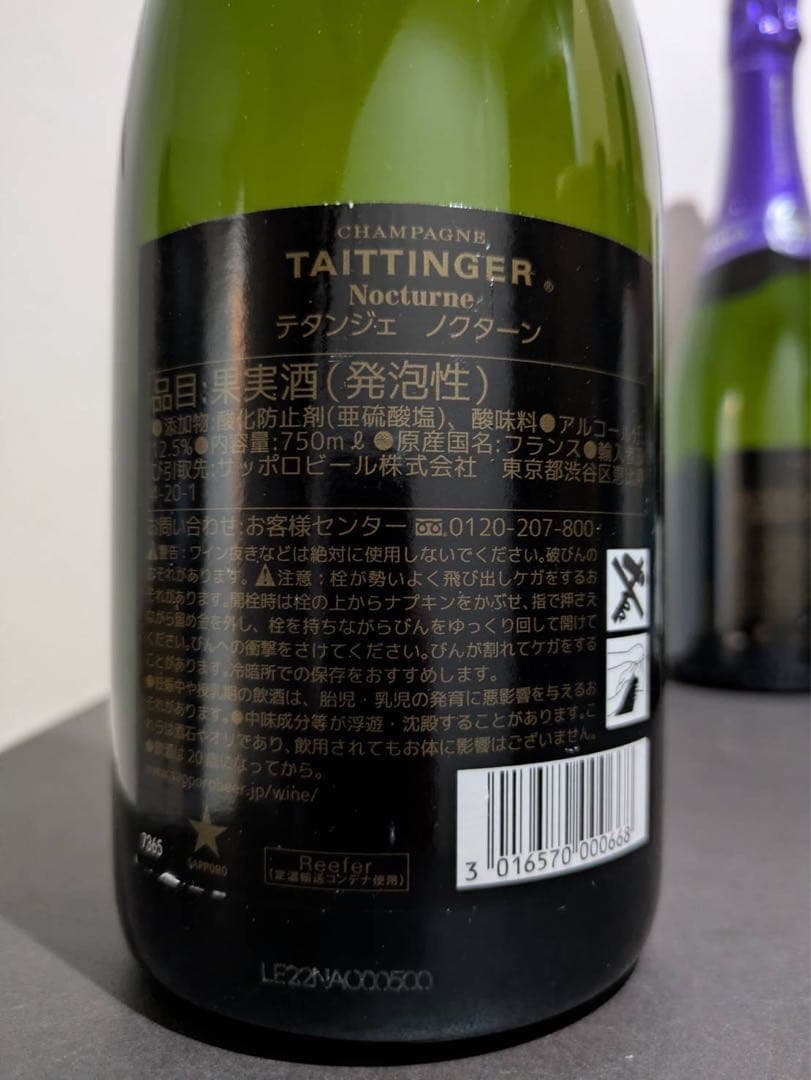 CHAMPAGNE
TAITTINGER®
Nocturne
テタンジェ ノクターン
品目:果実酒(発泡性)
●添加物:酸化防止剤(亜硫酸塩)、酸味料●アルコール分
12.5%●内容量:750mℓ●原産国名:フランス●輸入者
び引取先:サッポロビール株式会社 東京都渋谷区恵比寿
4-20-1
お問い合わせ:お客様センター 0120-207-800
⚠警告:ワイン抜きなどは絶対に使用しないでください。破びんの
おそれがあります。⚠注意:栓が勢いよく飛び出しケガをするお
それがあります。開栓時は栓の上からナプキンをかぶせ、指で押さえ
ながら留め金を外し、栓を持ちながらびんをゆっくり回して開けて
ください。びんへの衝撃をさけてください。びんが割れてケガをする
ことがあります。冷暗所での保存をおすすめします。
●妊娠中や授乳期の飲酒は、胎児・乳児の発育に悪影響を与えるお
それがあります。●中味成分等が浮遊・沈殿することがあります。こ
れらは酒石やオリであり、飲用されてもお体に影響はございません。
●飲酒は20歳になってから。
www.sapporobeer.jp/wine/
7365
SAPPORO
Reefer
(定温輸送コンテナ使用)
3 016570 000668
LE22NAO00500